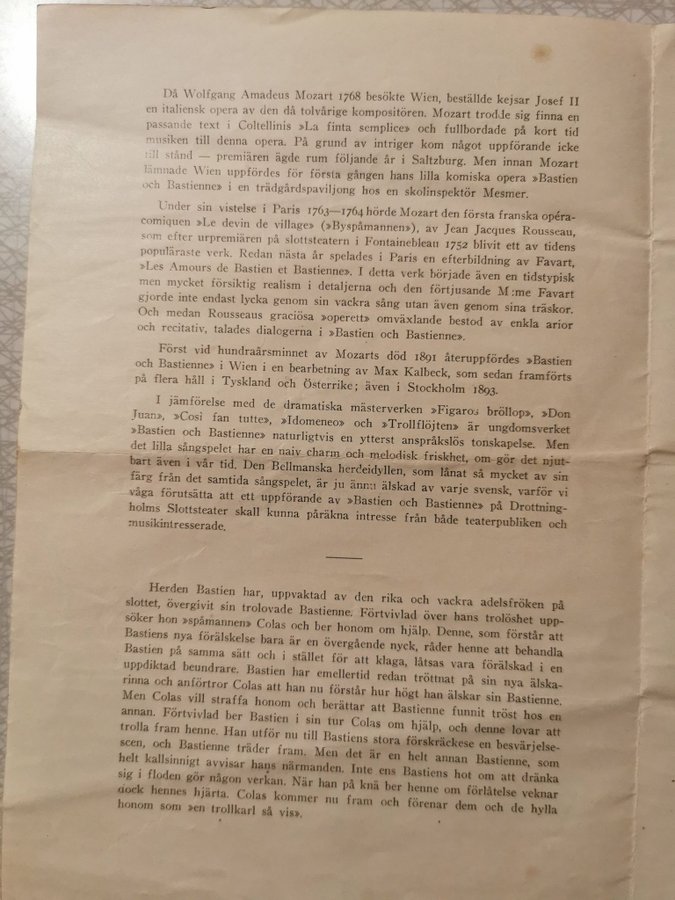 Då Wolfgang Amadeus Mozart 1768 besökte Wien, beställde kejsar Josef II
en italiensk opera av den då tolvårige kompositören. Mozart trodde sig finna en
passande text i Coltellinis »La finta semplice» och fullbordade på kort tid
musiken till denna opera. På grund av intriger kom något uppförande icke
till stånd — premiären ägde rum följande år i Saltzburg. Men innan Mozart
lämnade Wien uppfördes för första gången hans lilla komiska opera »Bastien
och Bastienne» i en trädgårdspaviljong hos en skolinspektör Mesmer.
Under sin vistelse i Paris 1763—1764 hörde Mozart den första franska opéra-
comiquen »Le devin de village» (»Byspåmannen»), av Jean Jacques Rousseau,
som efter urpremiären på slottsteatern i Fontainebleau 1752 blivit ett av tidens
populäraste verk. Redan nästa år spelades i Paris en efterbildning av Favart,
»Les Amours de Bastien et Bastienne». I detta verk började även en tidstypisk
men mycket försiktig realism i detaljerna och den förtjusande Mme Favart
gjorde inte endast lycka genom sin vackra sång utan även genom sina träskor.
Och medan Rousseaus graciösa »operett» omväxlande bestod av enkla arior
och recitativ, talades dialogerna i »Bastien och Bastienne».
Först vid hundraårsminnet av Mozarts död 1891 återuppfördes »Bastien
och Bastienne» i Wien i en bearbetning av Max Kalbeck, som sedan framförts
på flera håll i Tyskland och Österrike; även i Stockholm 1893.
I jämförelse med de dramatiska mästerverken »Figaros bröllop», »Don
Juan», »Cosi fan tutte», »Idomeneo» och »Trollflöjten» är ungdomsverket
»Bastien och Bastienne» naturligtvis en ytterst anspråkslös tonskapelse. Men
det lilla sångspelet har en naiv charm och melodisk friskhet, om gör det njut-
bart även i vår tid. Den Bellmanska herdeidyllen, som lånat så mycket av sin
färg från det samtida sångspelet, är ju ännu älskad av varje svensk, varför vi
våga förutsätta att ett uppförande av »Bastien och Bastienne» på Drottning-
holms Slottsteater skall kunna påräkna intresse från både teaterpubliken och
musikintresserade.
Herden Bastien har, uppvaktad av den rika och vackra adelsfröken på
slottet, övergivit sin trolovade Bastienne. Förtvivlad över hans trolöshet upp-
söker hon »spåmannen» Colas och ber honom om hjälp. Denne, som förstår att
Bastiens nya förälskelse bara är en övergående nyck, råder henne att behandla
Bastien på samma sätt och i stället för att klaga, låtsas vara förälskad i en
uppdiktad beundrare. Bastien har emellertid redan tröttnat på sin nya älska-
rinna och anförtror Colas att han nu förstår hur högt han älskar sin Bastienne.
Men Colas vill straffa honom och berättar att Bastienne funnit tröst hos en
annan. Förtvivlad ber Bastien i sin tur Colas om hjälp, och denne lovar att
trolla fram henne. Han utför nu till Bastiens stora förskräckese en besvärjelse-
scen, och Bastienne träder fram. Men det är en helt annan Bastienne, som
helt kallsinnigt avvisar hans närmanden. Inte ens Bastiens hot om att dränka
sig i floden gör någon verkan. När han på knä ber henne om förlåtelse veknar
dock hennes hjärta. Colas kommer nu fram och förenar dem och de hylla
honom som »en trollkarl så vis».